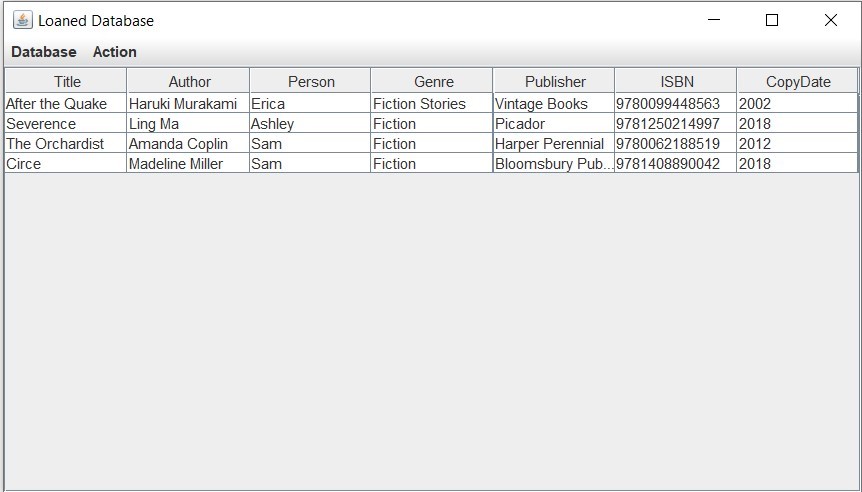 Loaned Database
Database Action
Title Author Person Genre Publisher ISBN CopyDate
After the Quake Haruki Murakami Erica Fiction Stories Vintage Books 9780099448563 2002
Severence Ling Ma Ashley Fiction Picador 9781250214997 2018
The Orchardist Amanda Coplin Sam Fiction Harper Perennial 9780062188519 2012
Circe Madeline Miller Sam Fiction Bloomsbury Pub... 9781408890042 2018